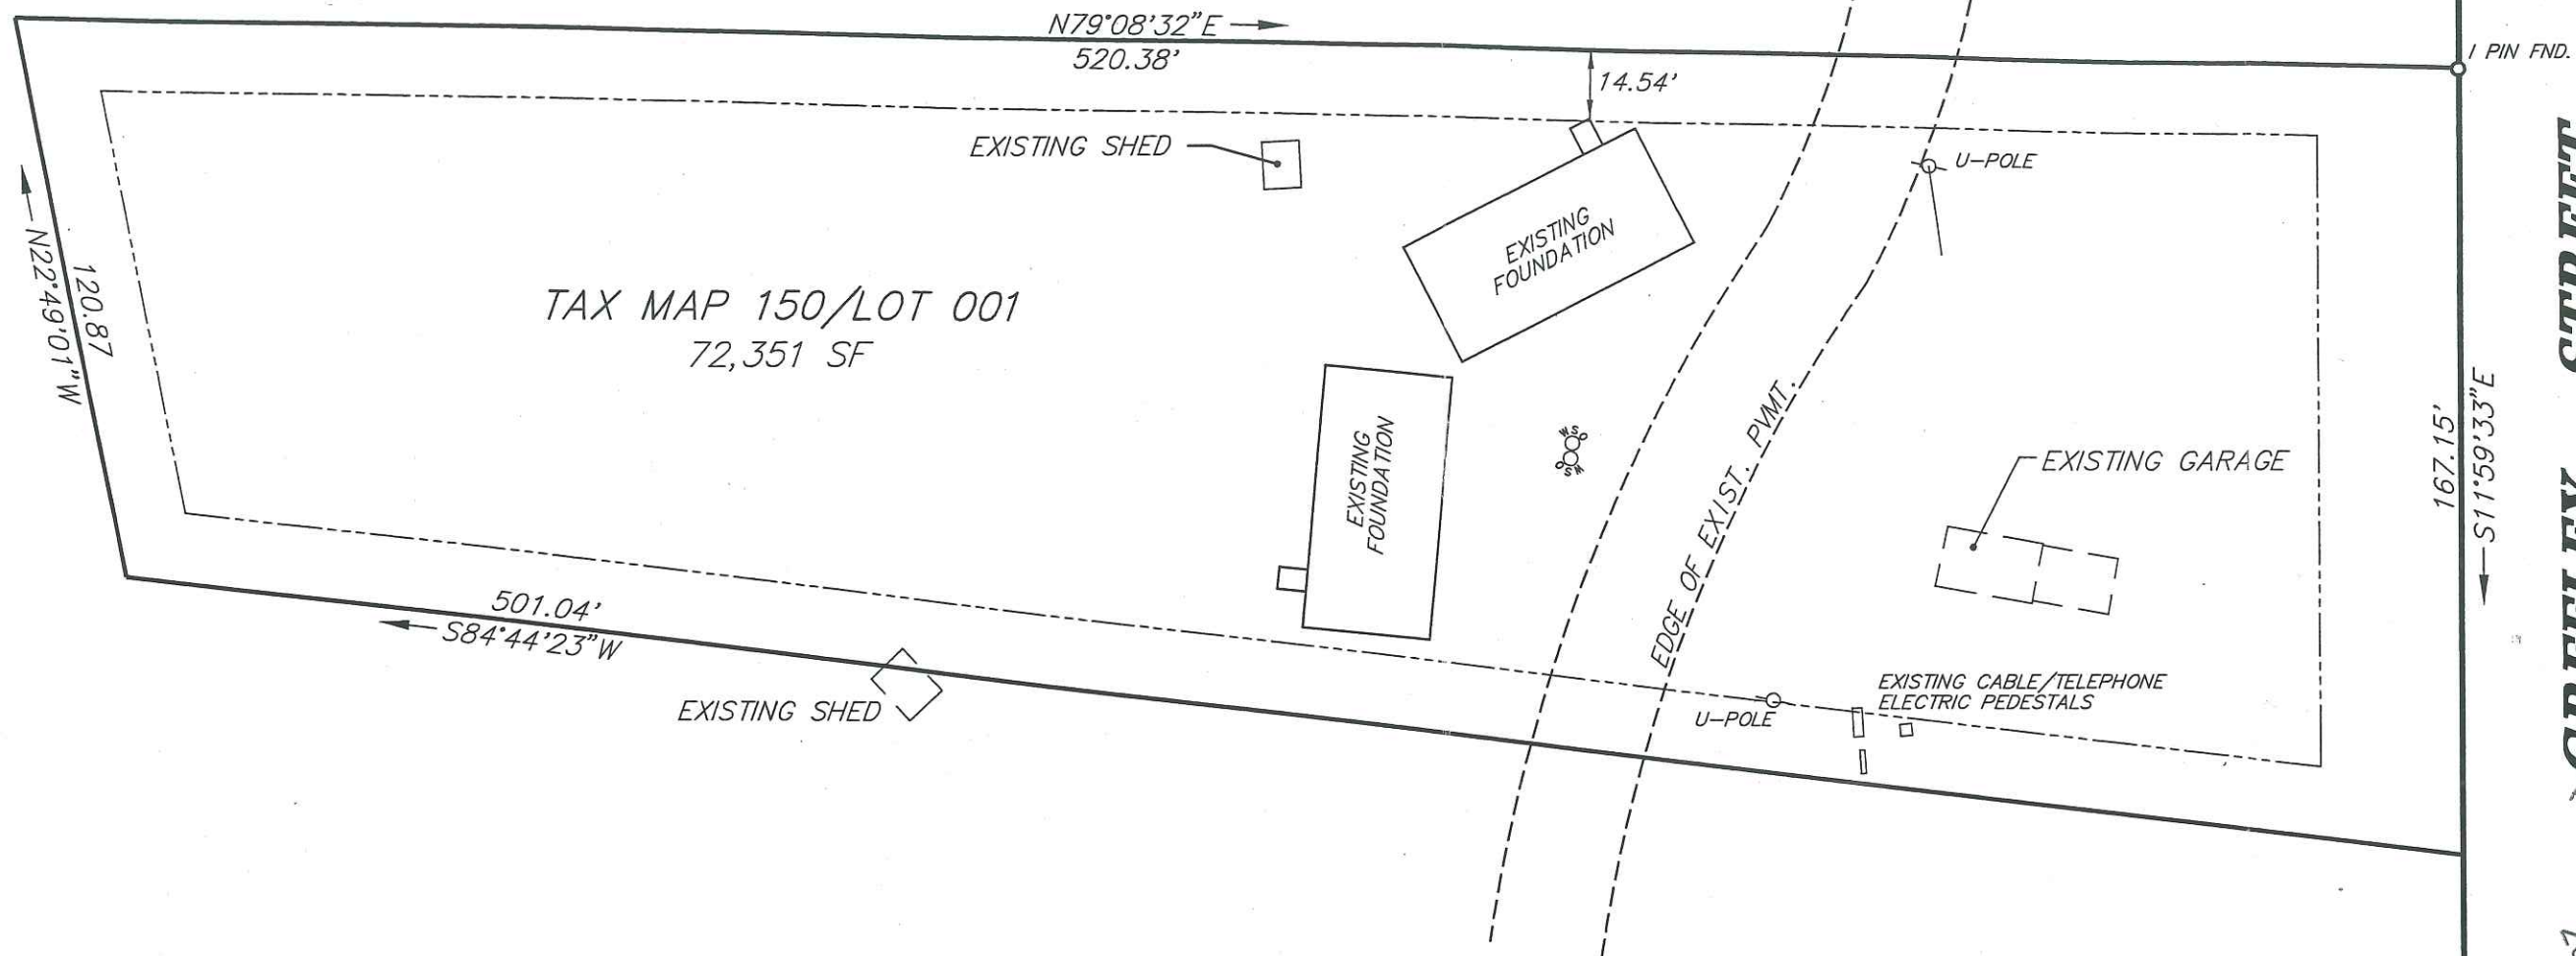 N79°08'32"E
520.38'
1 PIN FND.
14.54'
EXISTING SHED
U-POLE
EXISTING
FOUNDATION
N22°49'01"W
120.87
TAX MAP 150/LOT 001
72,351 SF
EXISTING
FOUNDATION
W S
W S
EDGE OF EXIST. PVMT.
EXISTING GARAGE
167.15'
S11°59'33"E
STREET
501.04'
S84°44'23"W
EXISTING SHED
U-POLE
EXISTING CABLE/TELEPHONE
ELECTRIC PEDESTALS